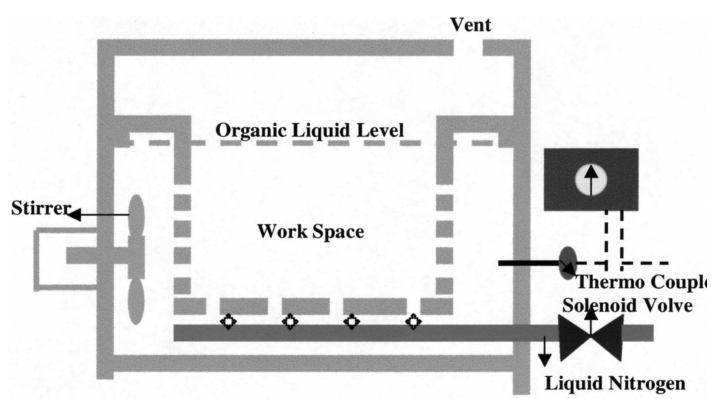 Vent
Organic Liquid Level
Stirrer
Work Space
Thermo Couple
Solenoid Volve
Liquid Nitrogen